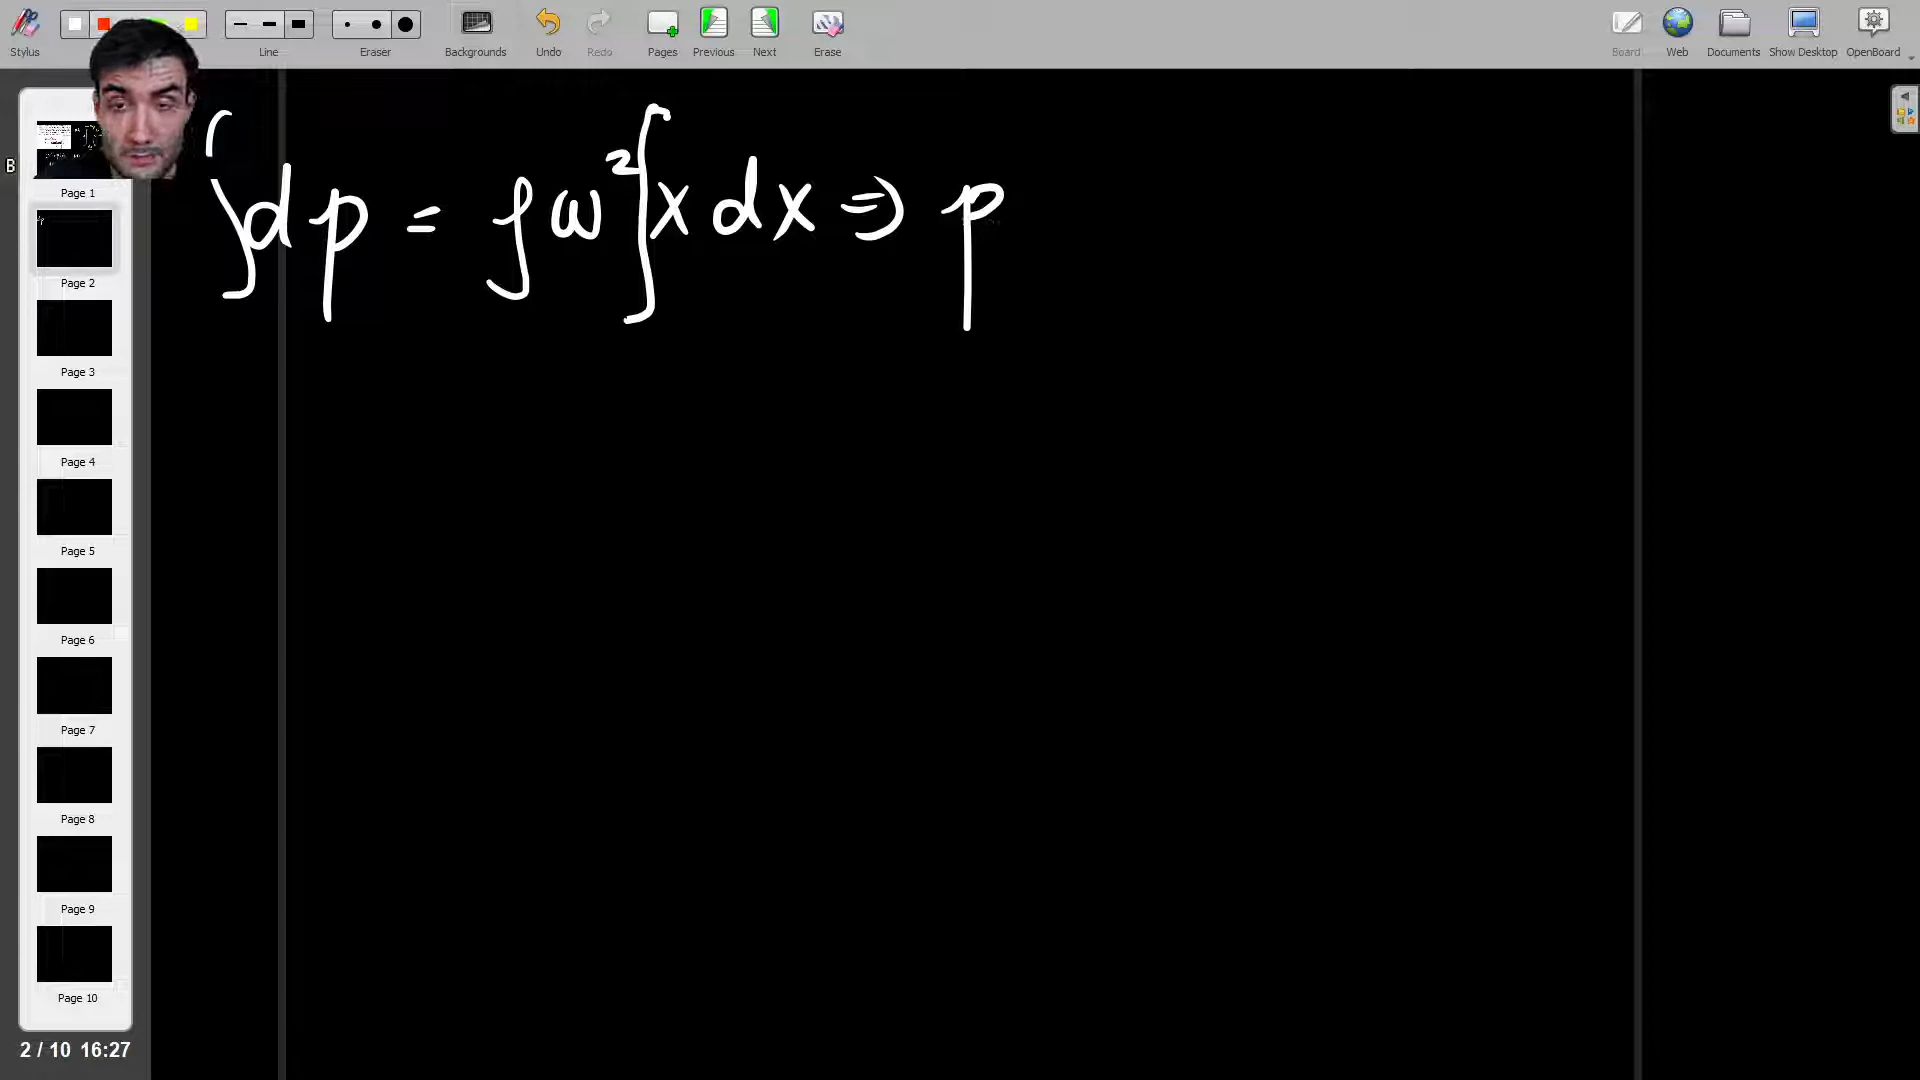 Stylus
Line
Eraser
Backgrounds
Undo
Redo
Pages
Previous
Next
Erase
Board
Web
Documents
Show Desktop
OpenBoard
B
∫dp = ρω²∫x dx ⇒ p
Page 1
Page 2
Page 3
Page 4
Page 5
Page 6
Page 7
Page 8
Page 9
Page 10
2 / 10 16:27